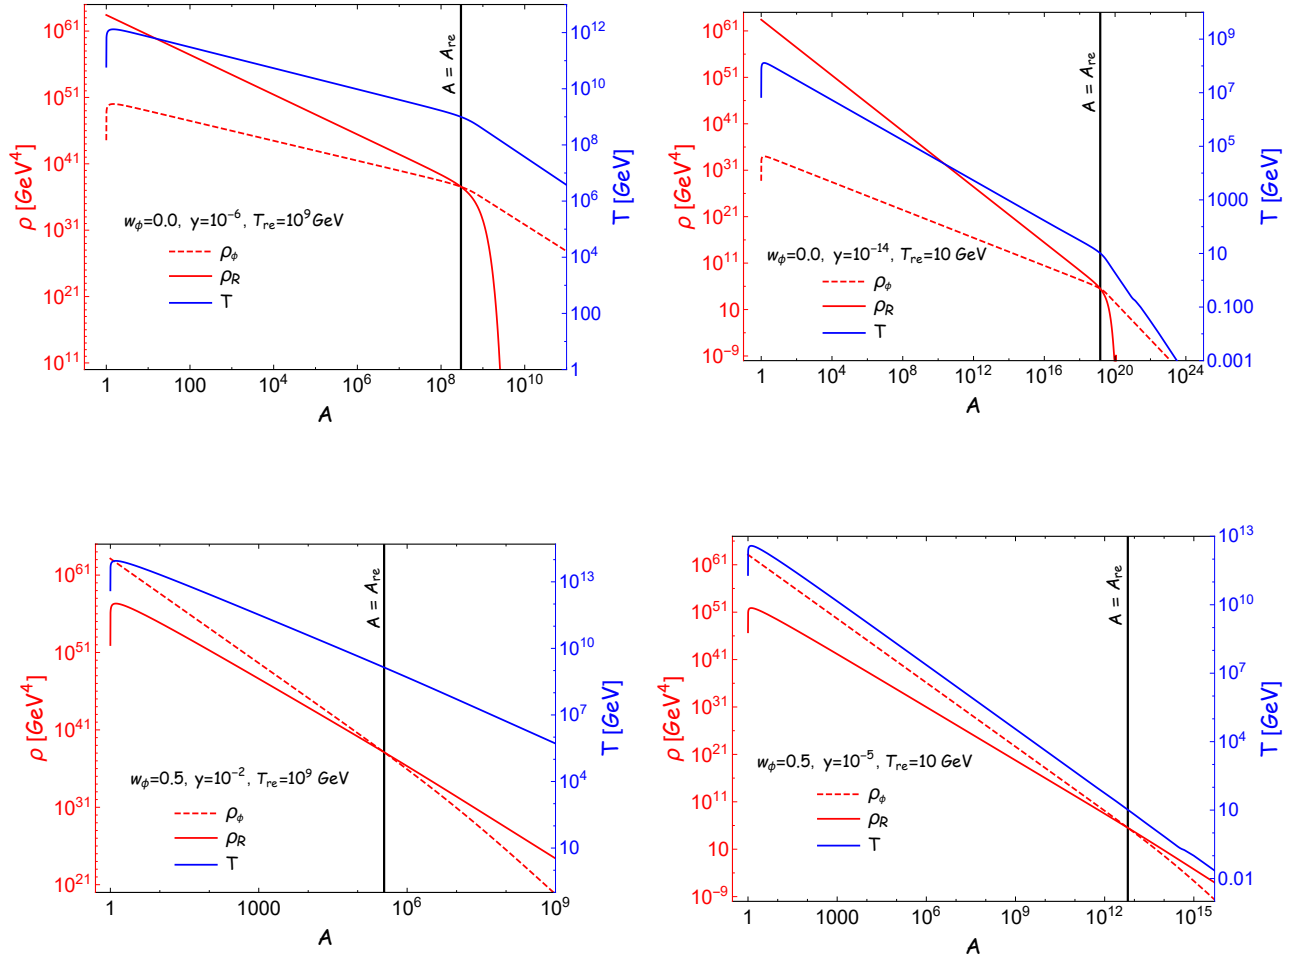 10^61
10^51
10^41
10^31
10^21
10^11
ρ [GeV^4]
10^12
10^10
10^8
10^6
10^4
100
1
T [GeV]
A = A_re
w_ϕ=0.0, y=10^-6, T_re=10^9 GeV
ρ_ϕ
ρ_R
T
1 100 10^4 10^6 10^8 10^10
A
10^61
10^51
10^41
10^31
10^21
10^11
10
10^-9
ρ [GeV^4]
10^9
10^7
10^5
1000
10
0.100
0.001
T [GeV]
A = A_re
w_ϕ=0.0, y=10^-14, T_re=10 GeV
ρ_ϕ
ρ_R
T
1 10^4 10^8 10^12 10^16 10^20 10^24
A
10^61
10^51
10^41
10^31
10^21
ρ [GeV^4]
10^13
10^10
10^7
10^4
10
T [GeV]
A = A_re
w_ϕ=0.5, y=10^-2, T_re=10^9 GeV
ρ_ϕ
ρ_R
T
1 1000 10^6 10^9
A
10^61
10^51
10^41
10^31
10^21
10^11
10
10^-9
ρ [GeV^4]
10^13
10^10
10^7
10^4
10
0.01
T [GeV]
A = A_re
w_ϕ=0.5, y=10^-5, T_re=10 GeV
ρ_ϕ
ρ_R
T
1 1000 10^6 10^9 10^12 10^15
A